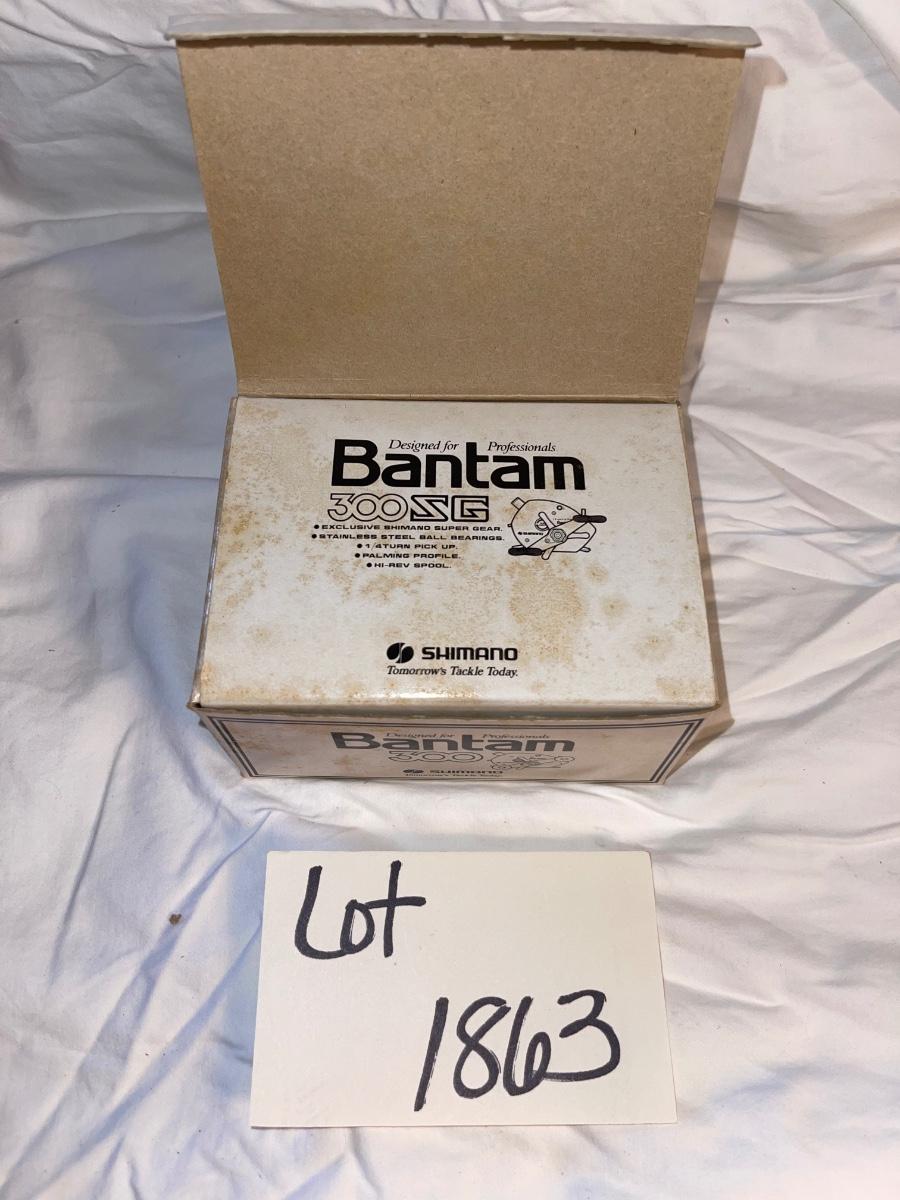 Designed for Professionals
Bantam
300SG
● EXCLUSIVE SHIMANO SUPER GEAR.
● STAINLESS STEEL BALL BEARINGS.
● 1/4TURN PICK UP.
● PALMING PROFILE.
● HI-REV SPOOL.
SHIMANO
SHIMANO
Tomorrow's Tackle Today.
Designed for Professionals
Bantam
300
SHIMANO
Tomorrow's Tackle Today.
Lot
1863